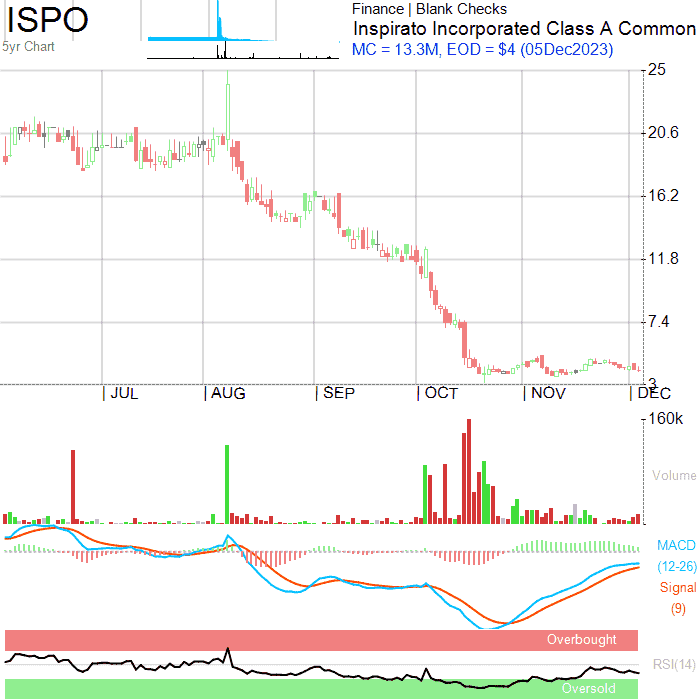 ISPO
5yr Chart
Finance | Blank Checks
Inspirato Incorporated Class A Common
MC = 13.3M, EOD = $4 (05Dec2023)
25
20.6
16.2
11.8
7.4
3
| JUL | AUG | SEP | OCT | NOV | DEC
160k
Volume
MACD
(12-26)
Signal
(9)
Overbought
RSI(14)
Oversold